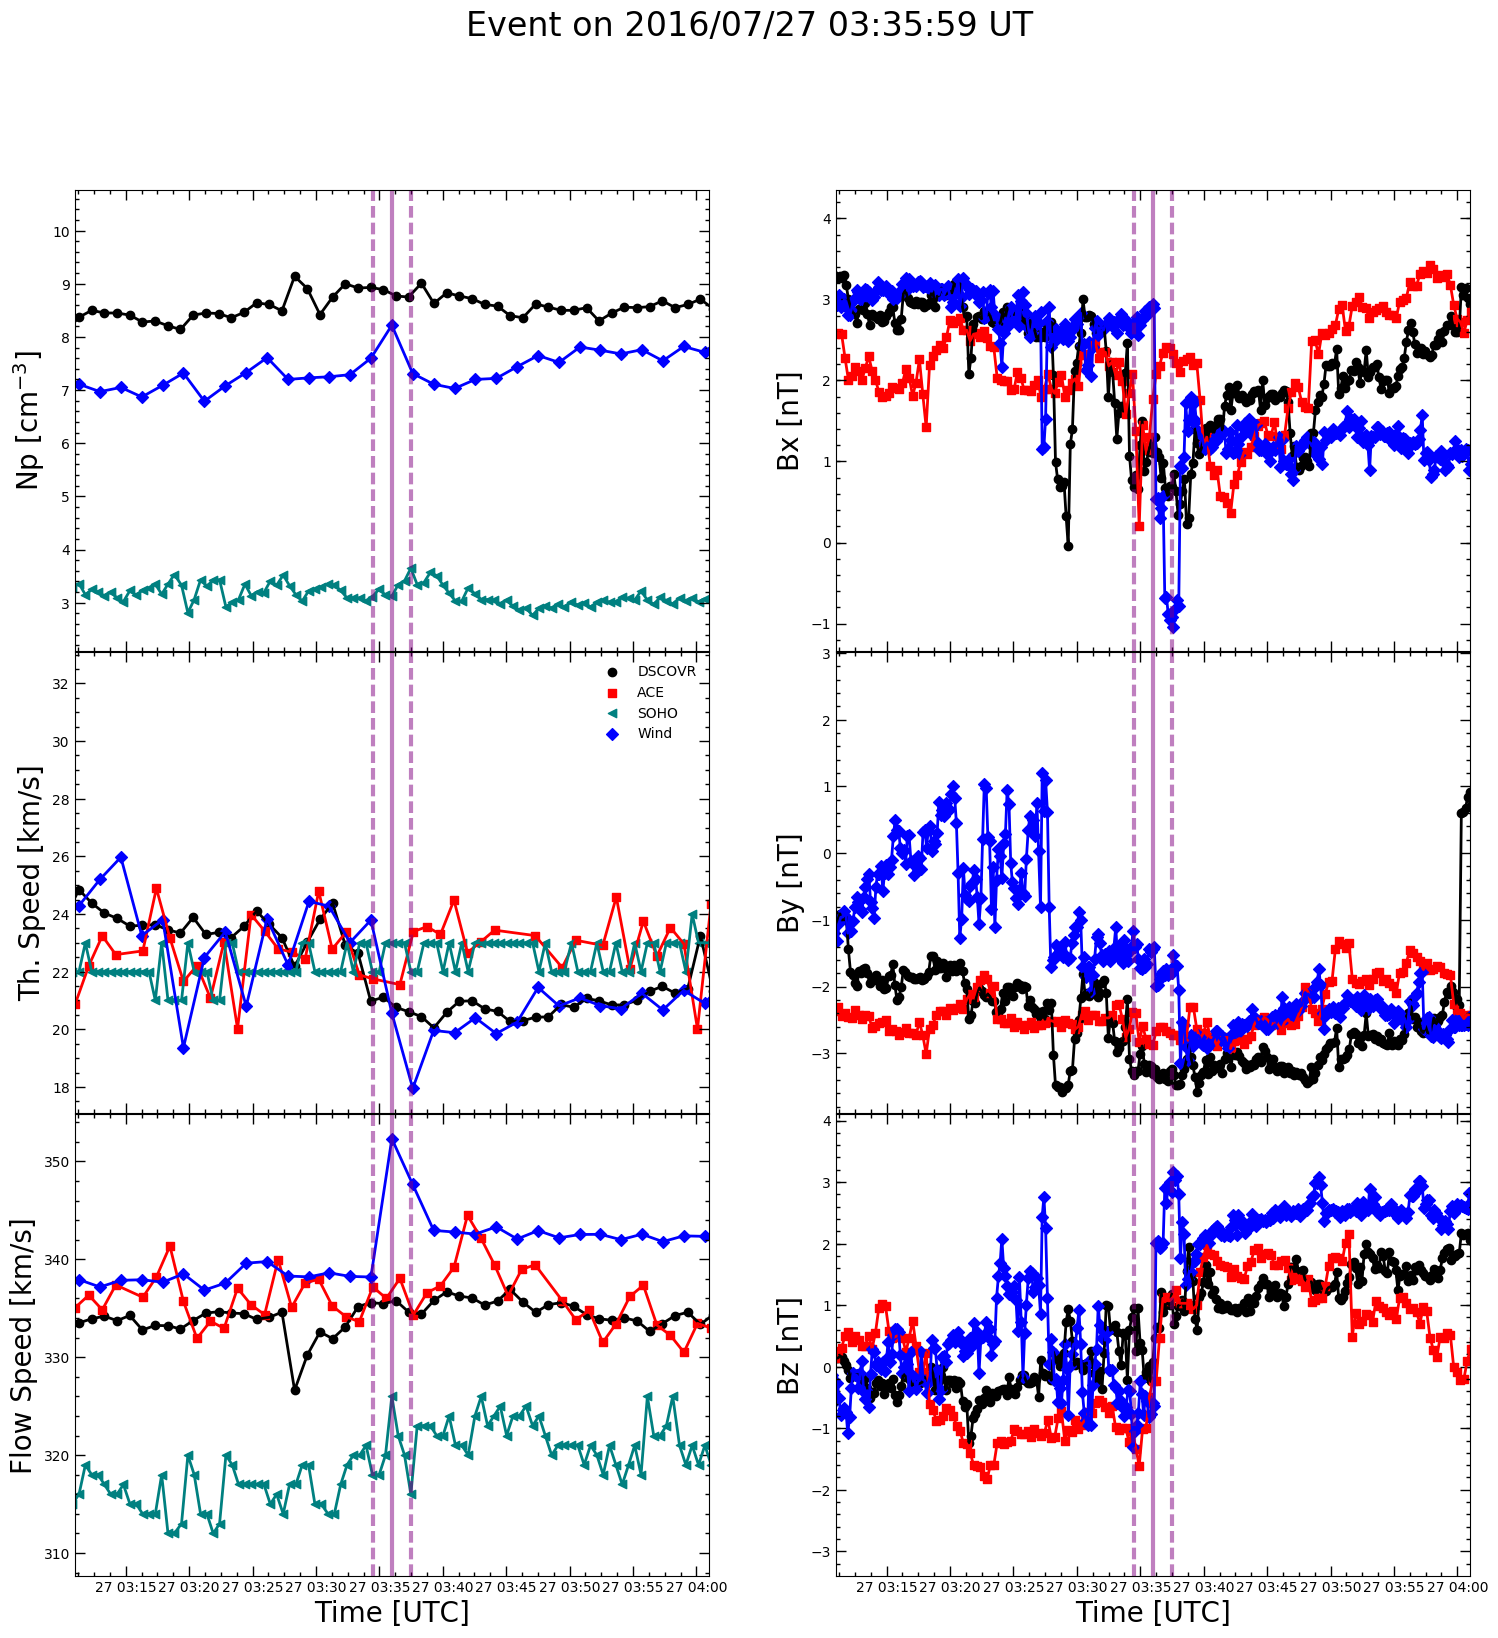 Event on 2016/07/27 03:35:59 UT
Np [cm⁻³]
10
9
8
7
6
5
4
3
Bx [nT]
4
3
2
1
0
−1
Th. Speed [km/s]
32
30
28
26
24
22
20
18
DSCOVR
ACE
SOHO
Wind
By [nT]
3
2
1
0
−1
−2
−3
Flow Speed [km/s]
350
340
330
320
310
27 03:15 27 03:20 27 03:25 27 03:30 27 03:35 27 03:40 27 03:45 27 03:50 27 03:55 27 04:00
Time [UTC]
Bz [nT]
4
3
2
1
0
−1
−2
−3
27 03:15 27 03:20 27 03:25 27 03:30 27 03:35 27 03:40 27 03:45 27 03:50 27 03:55 27 04:00
Time [UTC]